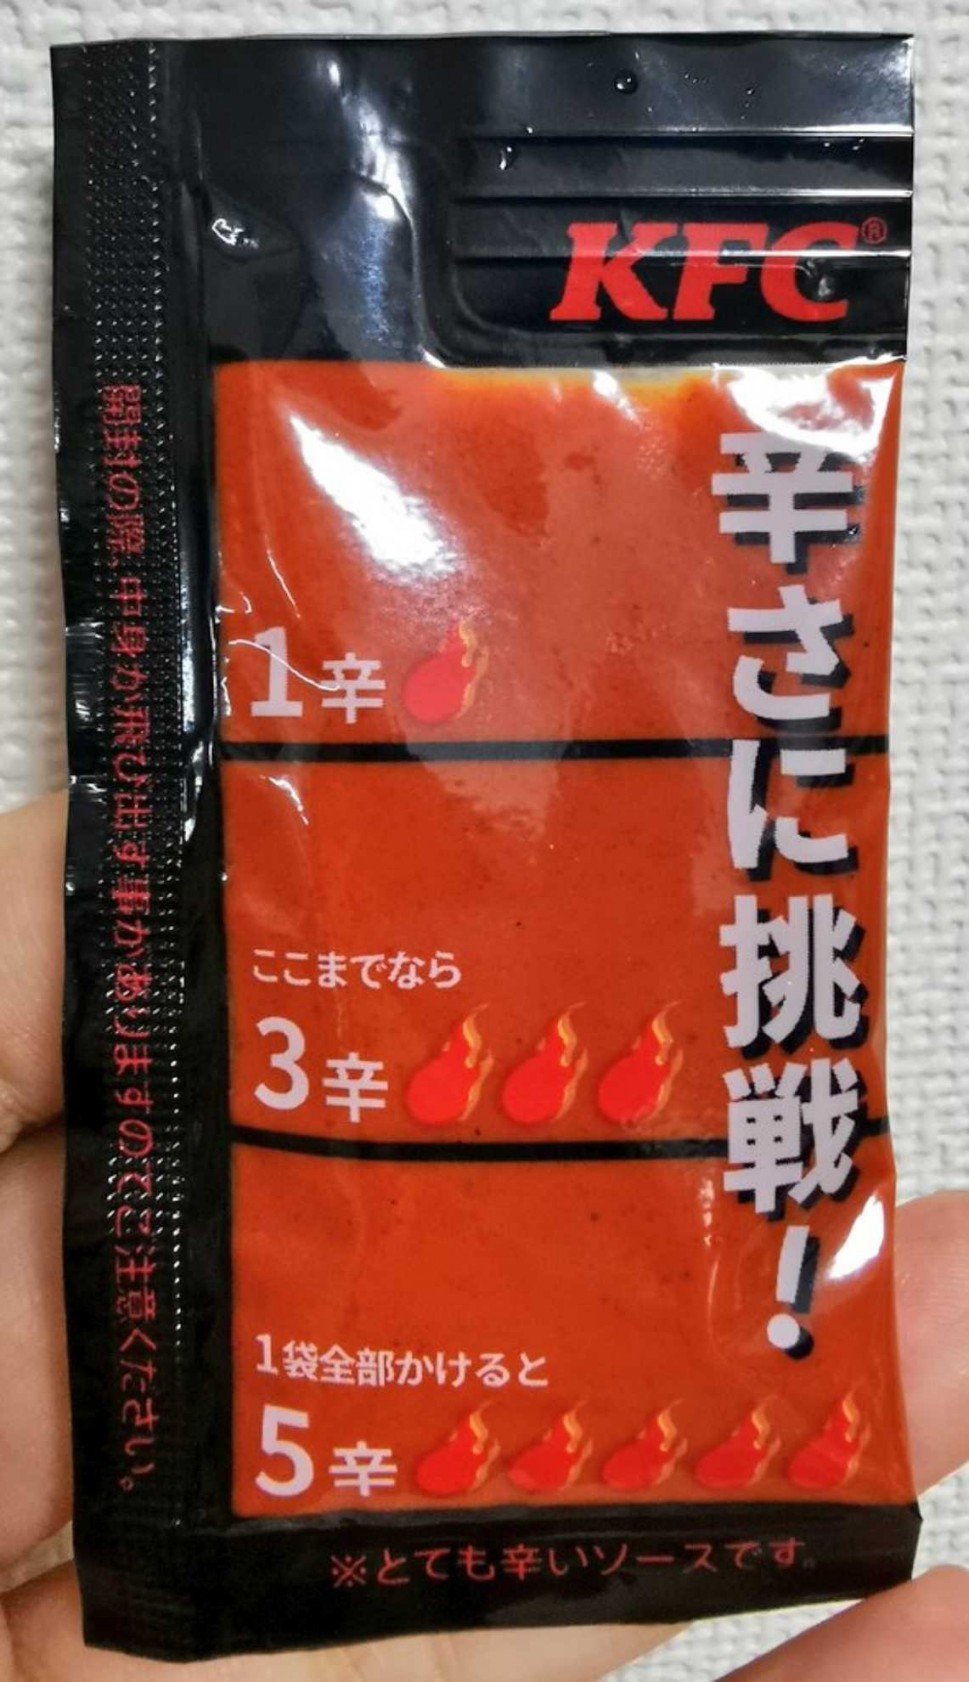 KFC®
辛さに挑戦!
1辛
ここまでなら
3辛
1袋全部かけると
5辛
※とても辛いソースです。
開封の際、中身が飛び出す事がありますのでご注意ください。